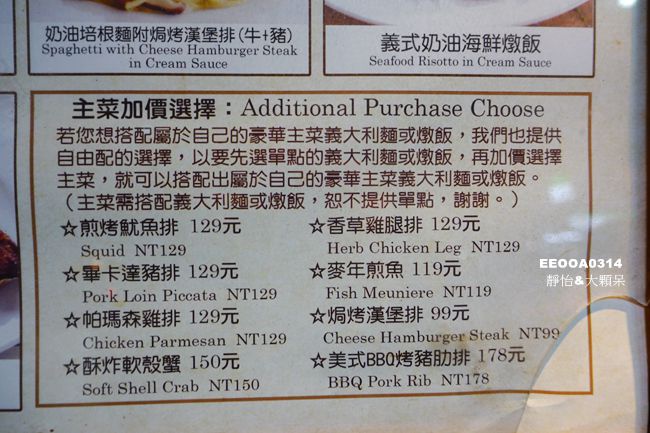 奶油培根麵附焗烤漢堡排(牛+豬)
Spaghetti with Cheese Hamburger Steak
in Cream Sauce
義式奶油海鮮燉飯
Seafood Risotto in Cream Sauce
主菜加價選擇：Additional Purchase Choose
若您想搭配屬於自己的豪華主菜義大利麵或燉飯，我們也提供
自由配的選擇，以要先選單點的義大利麵或燉飯，再加價選擇
主菜，就可以搭配出屬於自己的豪華主菜義大利麵或燉飯。
（主菜需搭配義大利麵或燉飯，恕不提供單點，謝謝。）
☆煎烤魷魚排 129元
Squid NT129
☆畢卡達豬排 129元
Pork Loin Piccata NT129
☆帕瑪森雞排 129元
Chicken Parmesan NT129
☆酥炸軟殼蟹 150元
Soft Shell Crab NT150
☆香草雞腿排 129元
Herb Chicken Leg NT129
☆麥年煎魚 119元
Fish Meuniere NT119
☆焗烤漢堡排 99元
Cheese Hamburger Steak NT99
☆美式BBQ烤豬肋排 178元
BBQ Pork Rib NT178
EEOOA0314
靜怡&大顆呆